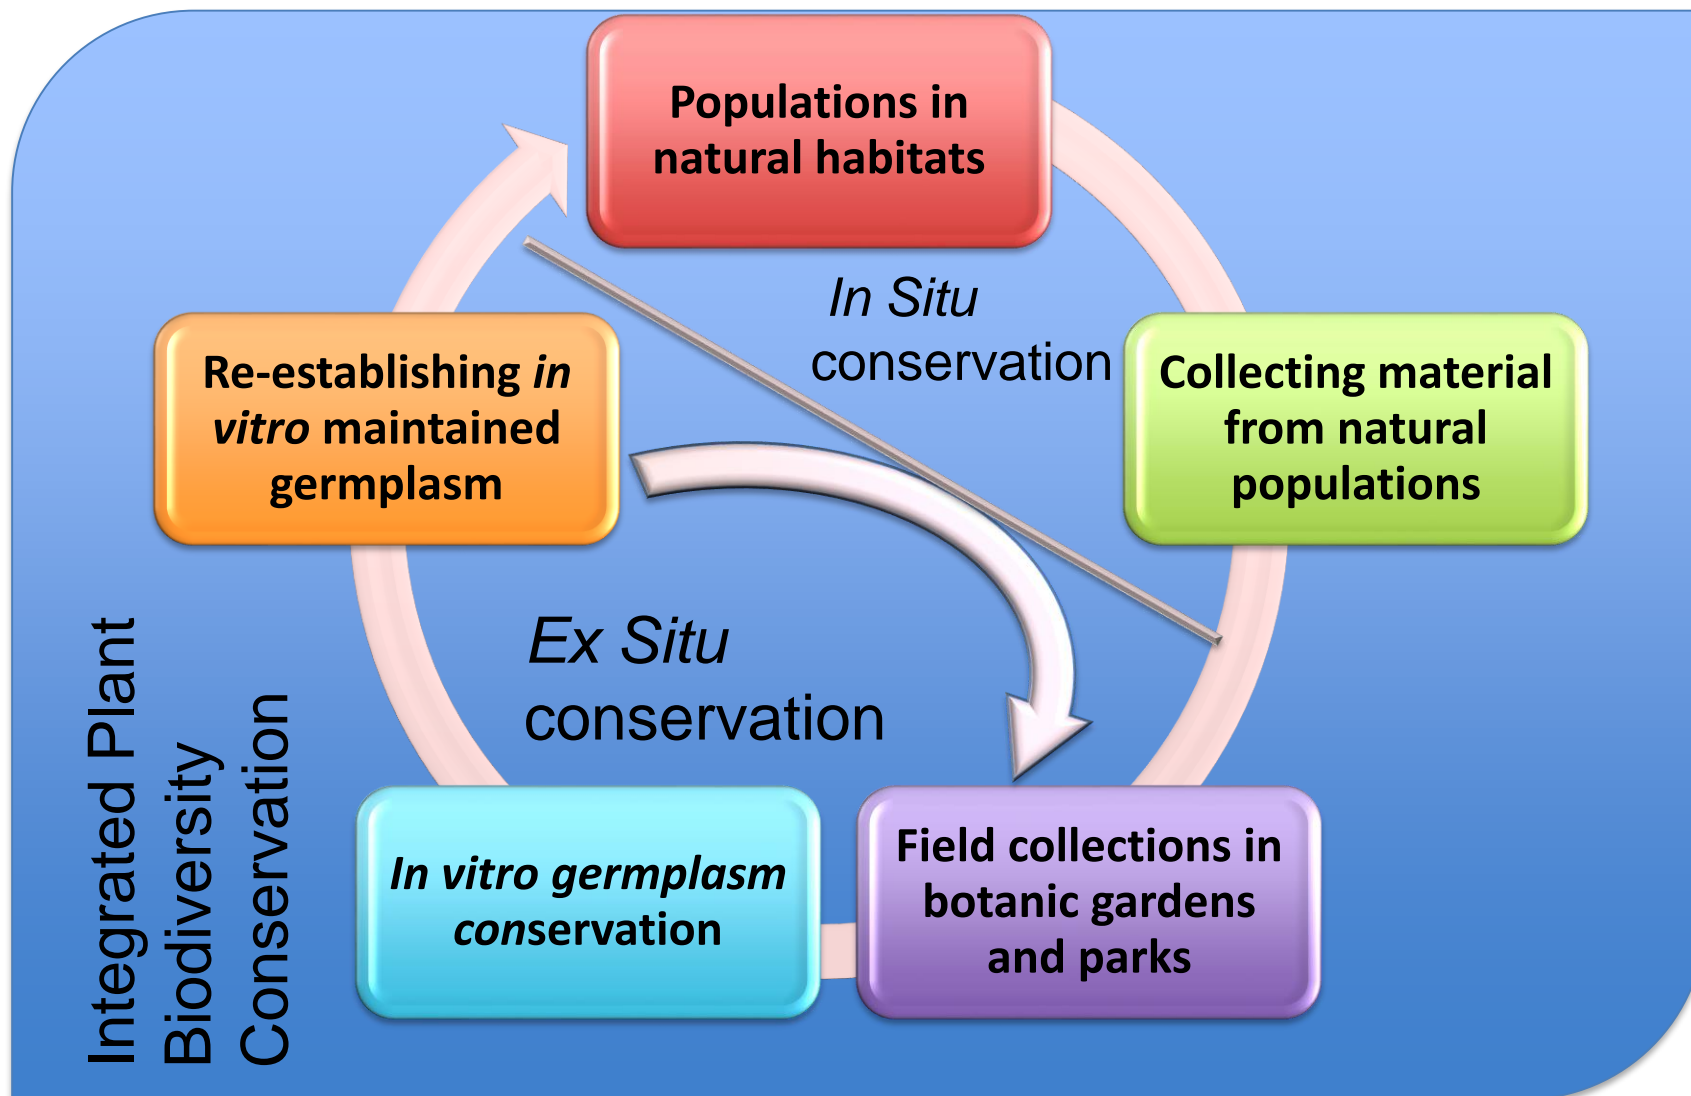 Populations in
natural habitats
In Situ
conservation
Re-establishing in
vitro maintained
germplasm
Collecting material
from natural
populations
Ex Situ
conservation
In vitro germplasm
conservation
Field collections in
botanic gardens
and parks
Integrated Plant
Biodiversity
Conservation